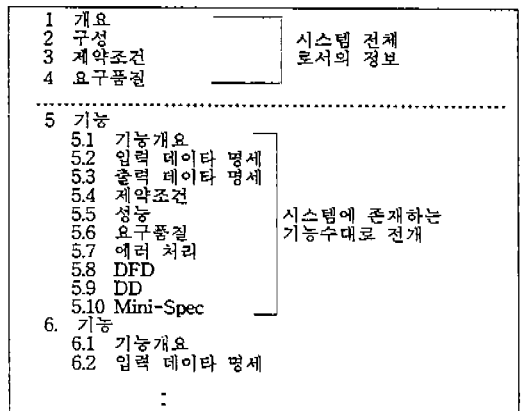 1 개요
2 구성 시스템 전체
3 제약조건 로서의 정보
4 요구품질
5 기능
5.1 기능개요
5.2 입력 데이타 명세
5.3 출력 데이타 명세
5.4 제약조건
5.5 성능 시스템에 존재하는
5.6 요구품질 기능수대로 전개
5.7 에러 처리
5.8 DFD
5.9 DD
5.10 Mini-Spec
6. 기능
6.1 기능개요
6.2 입력 데이타 명세
: